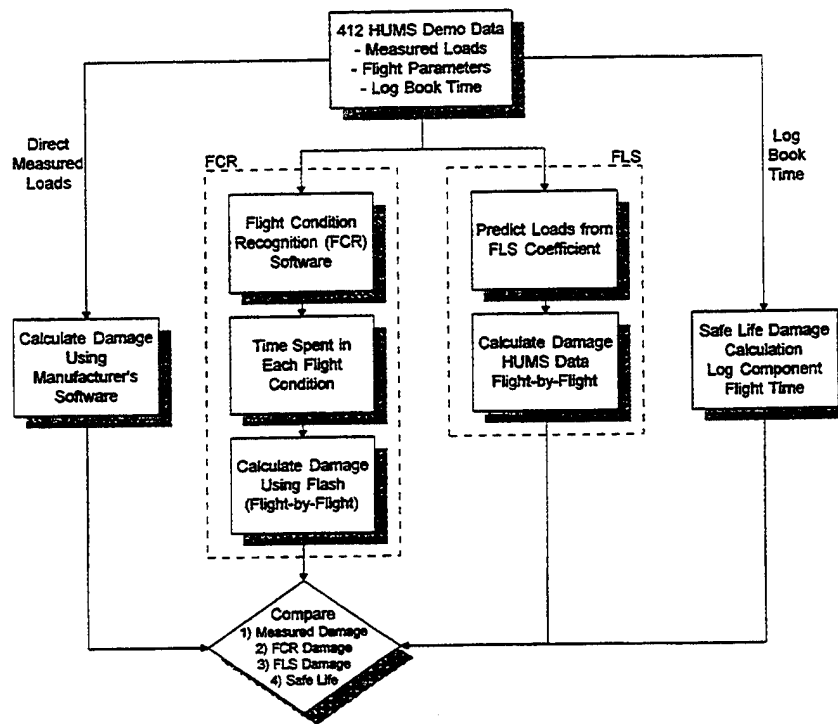 412 HUMS Demo Data
- Measured Loads
- Flight Parameters
- Log Book Time
Direct
Measured
Loads
FCR
FLS
Log
Book
Time
Flight Condition
Recognition (FCR)
Software
Predict Loads from
FLS Coefficient
Calculate Damage
Using
Manufacturer's
Software
Time Spent in
Each Flight
Condition
Calculate Damage
HUMS Data
Flight-by-Flight
Safe Life Damage
Calculation
Log Component
Flight Time
Calculate Damage
Using Flash
(Flight-by-Flight)
Compare
1) Measured Damage
2) FCR Damage
3) FLS Damage
4) Safe Life